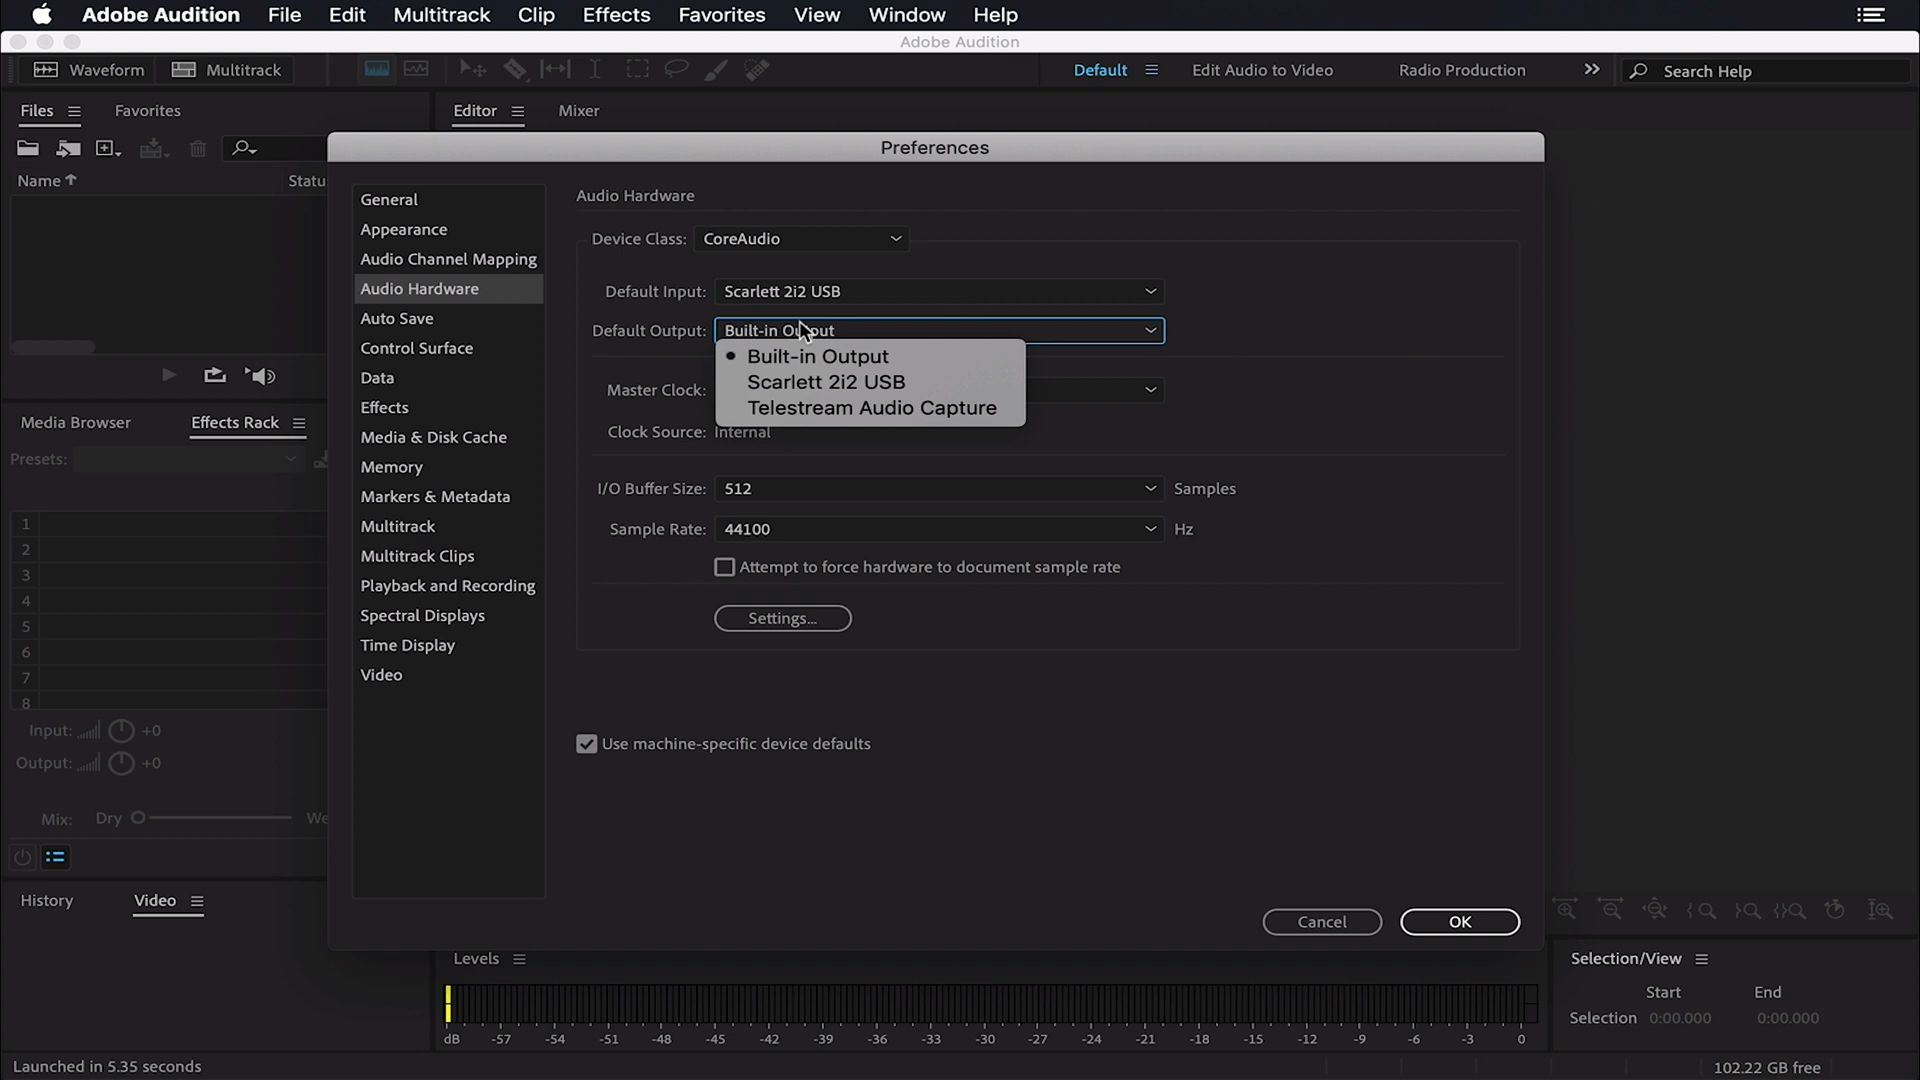 Adobe Audition File Edit Multitrack Clip Effects Favorites View Window Help
Adobe Audition
Waveform Multitrack Default Edit Audio to Video Radio Production Search Help
Files Favorites Editor Mixer
Preferences
Name Statu
General
Appearance
Audio Channel Mapping
Audio Hardware
Auto Save
Control Surface
Data
Effects
Media & Disk Cache
Memory
Markers & Metadata
Multitrack
Multitrack Clips
Playback and Recording
Spectral Displays
Time Display
Video
Audio Hardware
Device Class: CoreAudio
Default Input: Scarlett 2i2 USB
Default Output: Built-in Output
Built-in Output
Scarlett 2i2 USB
Telestream Audio Capture
Master Clock:
Clock Source: Internal
I/O Buffer Size: 512 Samples
Sample Rate: 44100 Hz
Attempt to force hardware to document sample rate
Settings...
Use machine-specific device defaults
Cancel OK
Media Browser Effects Rack
Presets:
1
2
3
4
5
6
7
8
Input: +0
Output: +0
Mix: Dry We
History Video
Levels
dB -57 -54 -51 -48 -45 -42 -39 -36 -33 -30 -27 -24 -21 -18 -15 -12 -9 -6 -3 0
Selection/View
Start End
Selection 0:00.000 0:00.000
Launched in 5.35 seconds 102.22 GB free